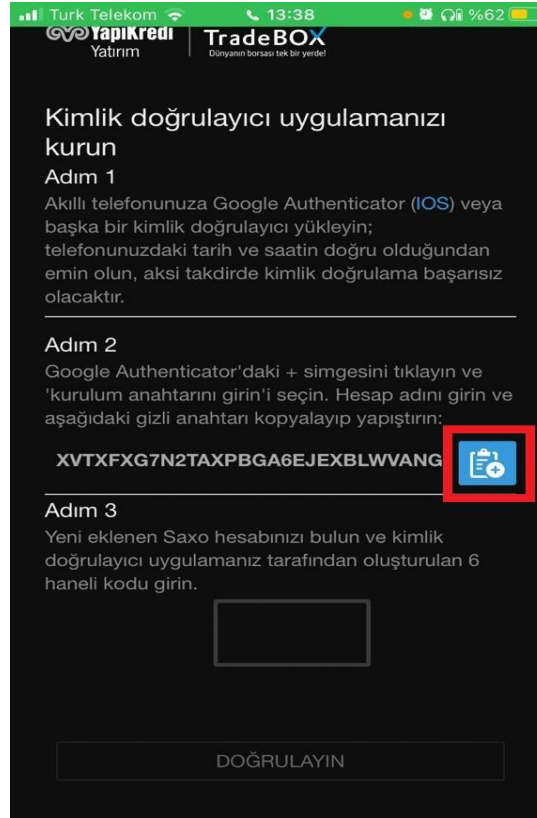 Turk Telekom 13:38 %62
YapıKredi
Yatırım
TradeBOX
Dünyanın borsası tek bir yerde!
Kimlik doğrulayıcı uygulamanızı
kurun
Adım 1
Akıllı telefonunuza Google Authenticator (IOS) veya
başka bir kimlik doğrulayıcı yükleyin;
telefonunuzdaki tarih ve saatin doğru olduğundan
emin olun, aksi takdirde kimlik doğrulama başarısız
olacaktır.
Adım 2
Google Authenticator'daki + simgesini tıklayın ve
'kurulum anahtarını girin'i seçin. Hesap adını girin ve
aşağıdaki gizli anahtarı kopyalayıp yapıştırın:
XVTXFXG7N2TAXPBGA6EJEXBLWVANG
Adım 3
Yeni eklenen Saxo hesabınızı bulun ve kimlik
doğrulayıcı uygulamanız tarafından oluşturulan 6
haneli kodu girin.
DOĞRULAYIN